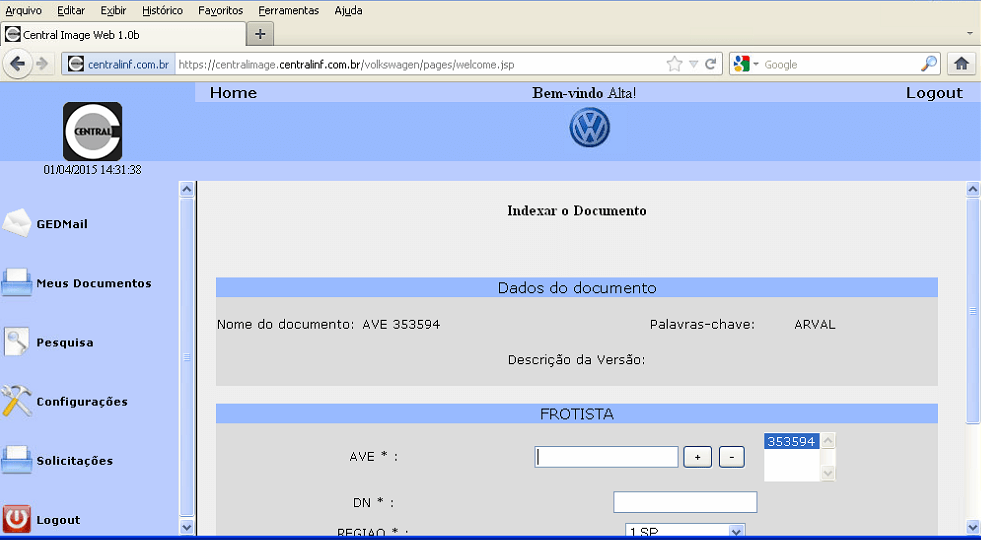 Arquivo Editar Exibir Histórico Favoritos Ferramentas Ajuda
Central Image Web 1.0b +
centralinf.com.br https://centralimage.centralinf.com.br/volkswagen/pages/welcome.jsp Google
Home Bem-vindo Alta! Logout
CENTRAL
01/04/2015 14:31:38
GEDMail
Meus Documentos
Pesquisa
Configurações
Solicitações
Logout
Indexar o Documento
Dados do documento
Nome do documento: AVE 353594 Palavras-chave: ARVAL
Descrição da Versão:
FROTISTA
AVE * : + - 353594
DN * :
REGIAO * : 1 SP